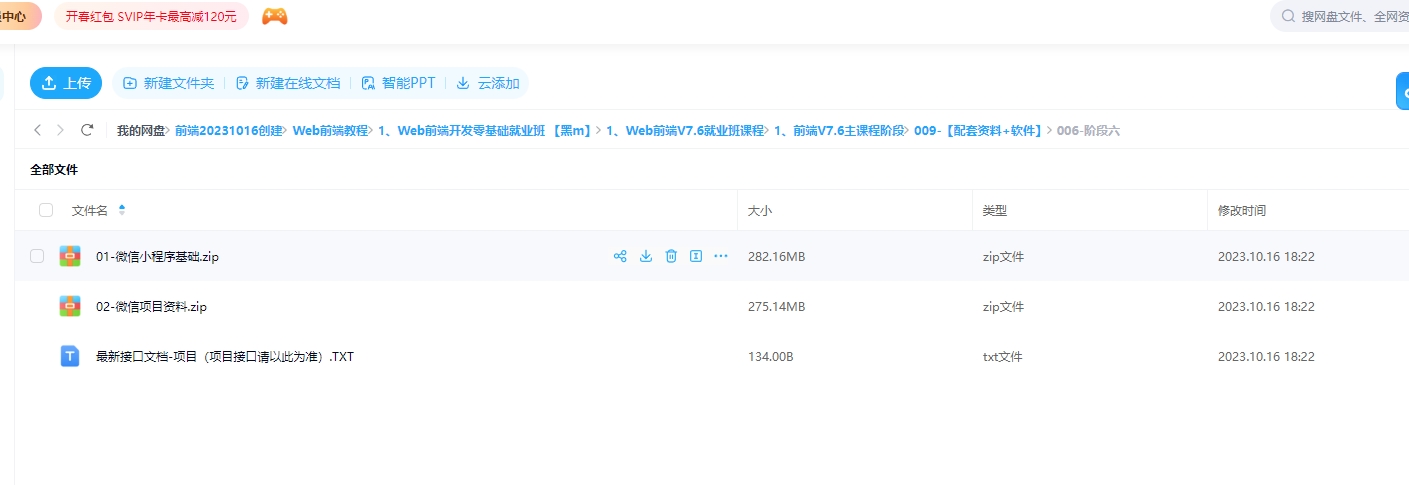 中心 开春红包 SVIP年卡最高减120元 搜网盘文件、全网资
上传 新建文件夹 新建在线文档 智能PPT 云添加
我的网盘 前端20231016创建 Web前端教程 1、Web前端开发零基础就业班 【黑m】 1、Web前端V7.6就业班课程 1、前端V7.6主课程阶段 009-【配套资料+软件】 006-阶段六
全部文件
文件名 大小 类型 修改时间
01-微信小程序基础.zip 282.16MB zip文件 2023.10.16 18:22
02-微信项目资料.zip 275.14MB zip文件 2023.10.16 18:22
最新接口文档-项目（项目接口请以此为准）.TXT 134.00B txt文件 2023.10.16 18:22